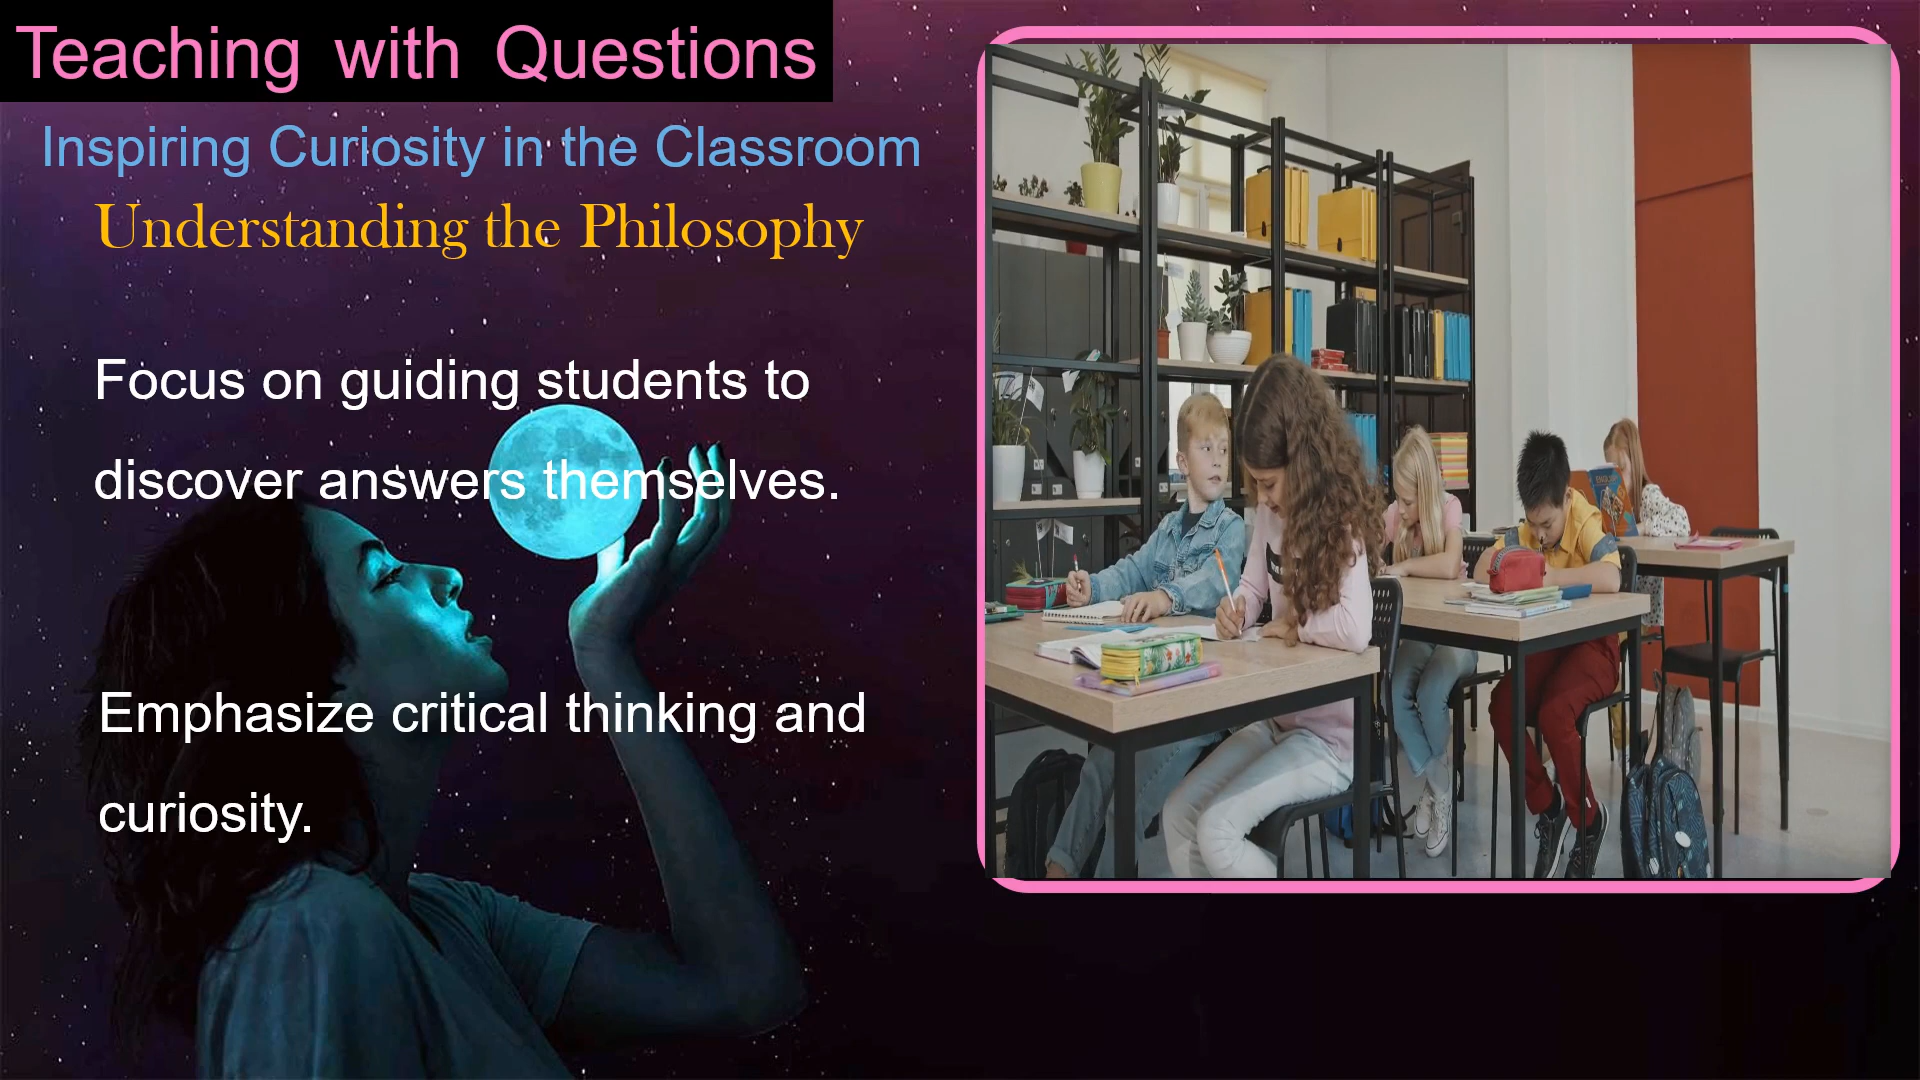 Teaching with Questions
Inspiring Curiosity in the Classroom
Understanding the Philosophy
Focus on guiding students to
discover answers themselves.
Emphasize critical thinking and
curiosity.